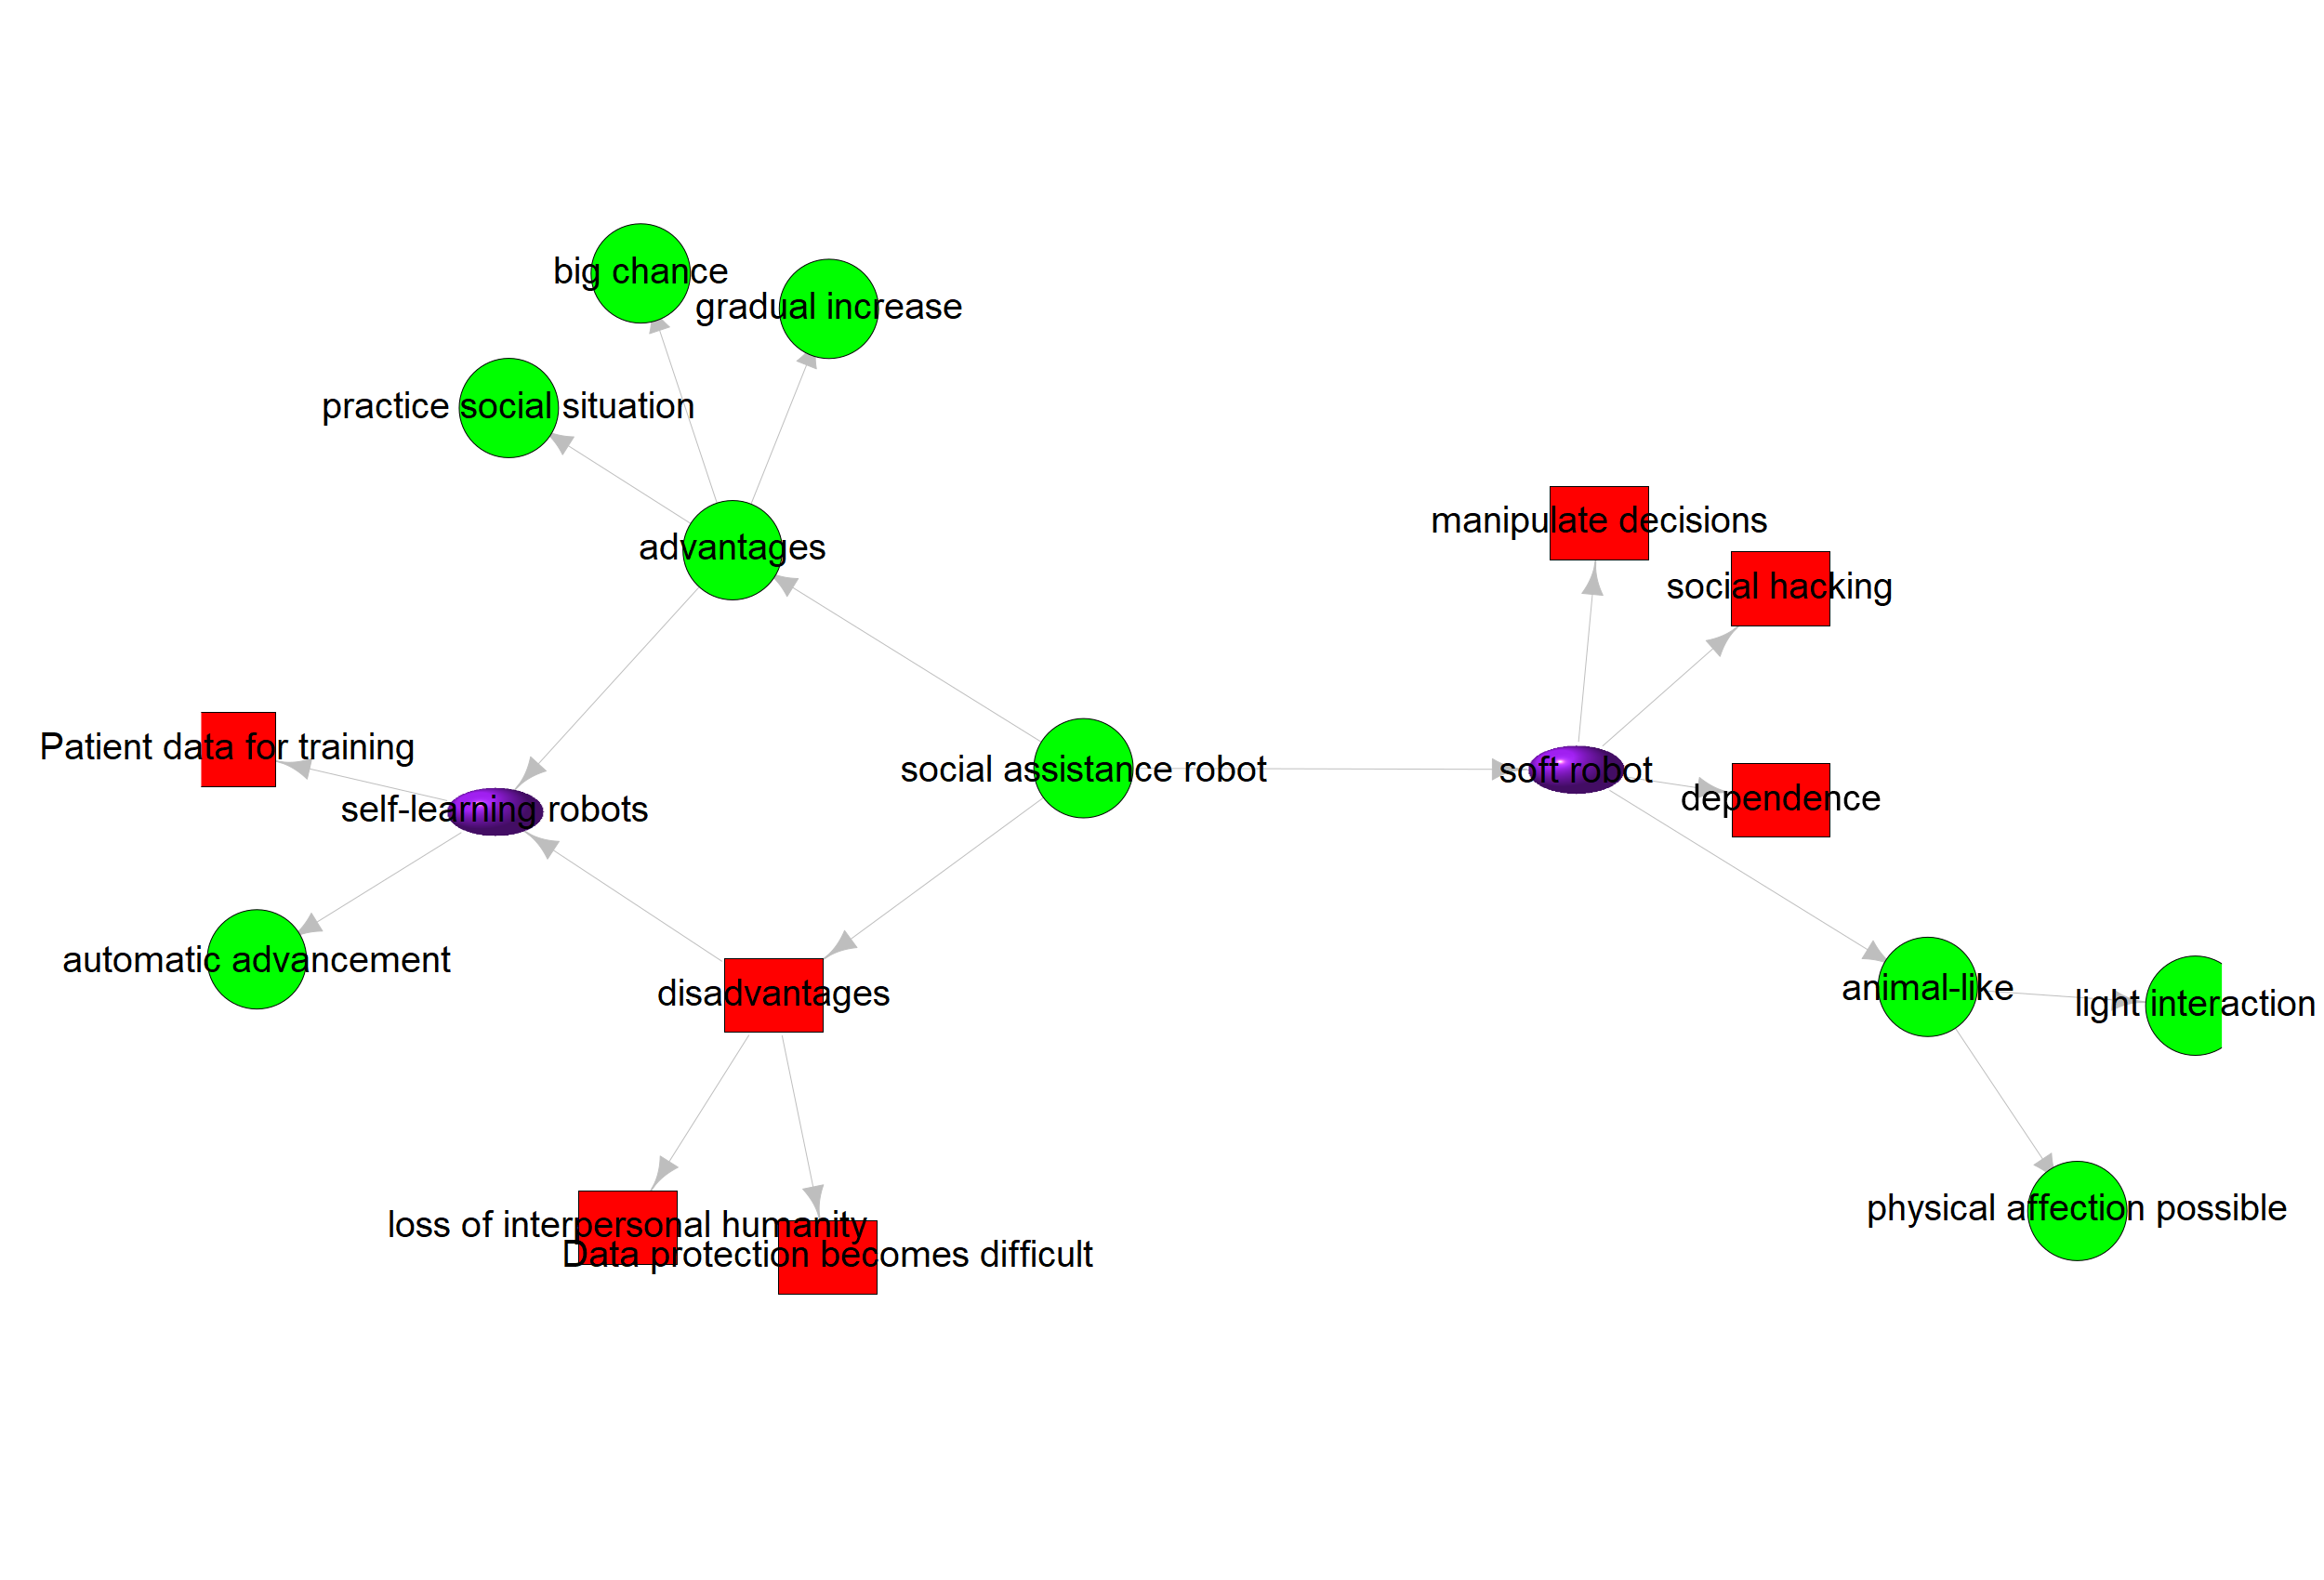 big chance
gradual increase
practice social situation
manipulate decisions
advantages
social hacking
Patient data for training
social assistance robot
soft robot
self-learning robots
dependence
automatic advancement
disadvantages
animal-like
light interaction
physical affection possible
loss of interpersonal humanity
Data protection becomes difficult